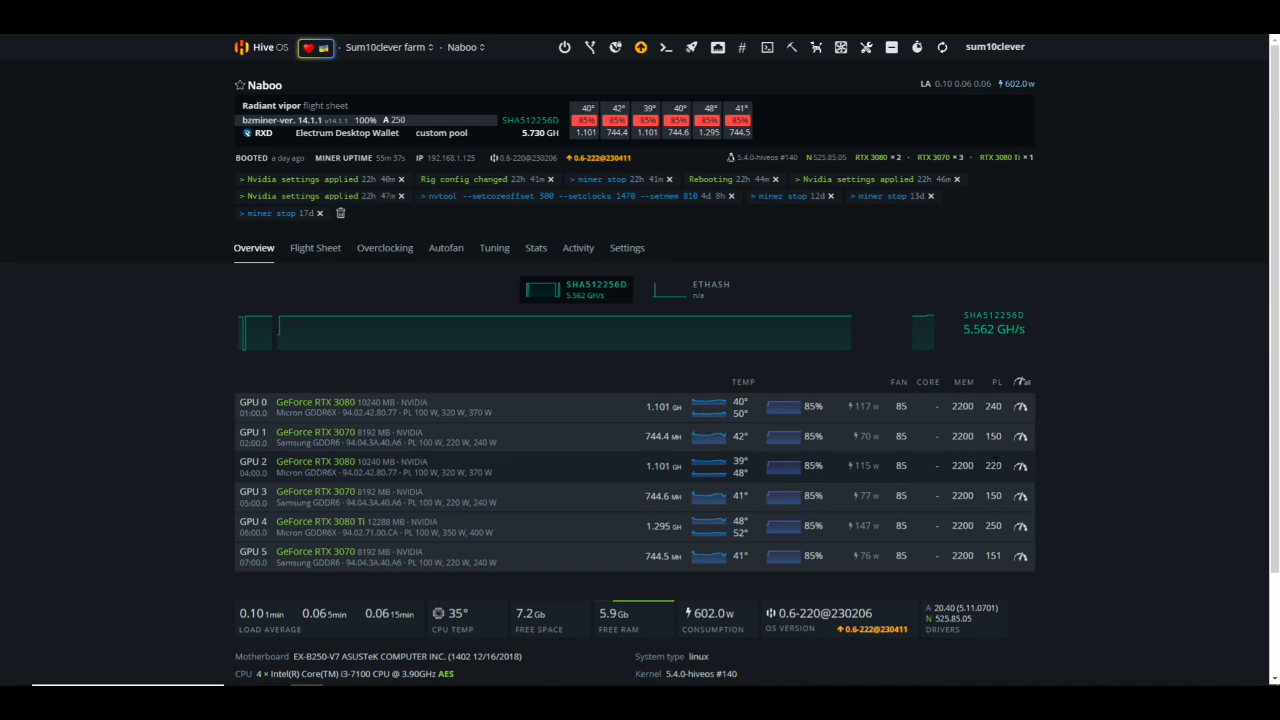 Hive OS · Sum10clever farm · Naboo sum10clever
Naboo LA 0.10 0.06 0.06 602.0 w
Radiant vipor flight sheet 40° 42° 39° 40° 48° 41°
bzminer-ver. 14.1.1 v14.1.1 100% A 250 SHA512256D 85% 85% 85% 85% 85% 85%
RXD Electrum Desktop Wallet custom pool 5.730 GH 1.101 744.4 1.101 744.6 1.295 744.5
BOOTED a day ago MINER UPTIME 55m 37s IP 192.168.1.125 0.6-220@230206 0.6-222@230411 5.4.0-hiveos #140 N 525.85.05 RTX 3080 × 2 · RTX 3070 × 3 · RTX 3080 Ti × 1
> Nvidia settings applied 22h 40m × Rig config changed 22h 41m × > miner stop 22h 41m × Rebooting 22h 44m × > Nvidia settings applied 22h 46m ×
> Nvidia settings applied 22h 47m × > nvtool --setcoreoffset 300 --setclocks 1470 --setmem 810 4d 8h × > miner stop 12d × > miner stop 13d ×
> miner stop 17d ×
Overview Flight Sheet Overclocking Autofan Tuning Stats Activity Settings
SHA512256D ETHASH
5.562 GH/s n/a
SHA512256D
5.562 GH/s
TEMP FAN CORE MEM PL
GPU 0 GeForce RTX 3080 10240 MB · NVIDIA 1.101 GH 40° 85% 117 w 85 - 2200 240
01:00.0 Micron GDDR6X · 94.02.42.80.77 · PL 100 W, 320 W, 370 W 50°
GPU 1 GeForce RTX 3070 8192 MB · NVIDIA 744.4 MH 42° 85% 70 w 85 - 2200 150
02:00.0 Samsung GDDR6 · 94.04.3A.40.A6 · PL 100 W, 220 W, 240 W
GPU 2 GeForce RTX 3080 10240 MB · NVIDIA 1.101 GH 39° 85% 115 w 85 - 2200 220
04:00.0 Micron GDDR6X · 94.02.42.80.77 · PL 100 W, 320 W, 370 W 48°
GPU 3 GeForce RTX 3070 8192 MB · NVIDIA 744.6 MH 41° 85% 77 w 85 - 2200 150
05:00.0 Samsung GDDR6 · 94.04.3A.40.A6 · PL 100 W, 220 W, 240 W
GPU 4 GeForce RTX 3080 Ti 12288 MB · NVIDIA 1.295 GH 48° 85% 147 w 85 - 2200 250
06:00.0 Micron GDDR6X · 94.02.71.00.CA · PL 100 W, 350 W, 400 W 52°
GPU 5 GeForce RTX 3070 8192 MB · NVIDIA 744.5 MH 41° 85% 76 w 85 - 2200 151
07:00.0 Samsung GDDR6 · 94.04.3A.40.A6 · PL 100 W, 220 W, 240 W
0.10 1min 0.06 5min 0.06 15min 35° 7.2 Gb 5.9 Gb 602.0 w 0.6-220@230206 A 20.40 (5.11.0701)
N 525.85.05
LOAD AVERAGE CPU TEMP FREE SPACE FREE RAM CONSUMPTION OS VERSION 0.6-222@230411 DRIVERS
Motherboard EX-B250-V7 ASUSTeK COMPUTER INC. (1402 12/16/2018) System type linux
CPU 4 × Intel(R) Core(TM) i3-7100 CPU @ 3.90GHz AES Kernel 5.4.0-hiveos #140